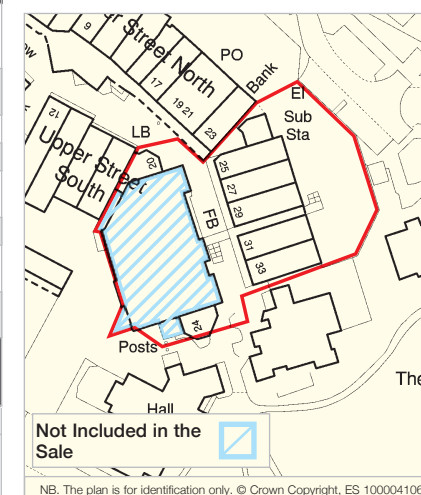 9
er Street North
PO
Bank
17
19 21
23
El
Sub
Sta
12
LB
20
Upper Street
South
25
27
29
FB
31
33
24
Posts
Hall
The
Not Included in the
Sale
NB. The plan is for identification only. © Crown Copyright, ES 100004106